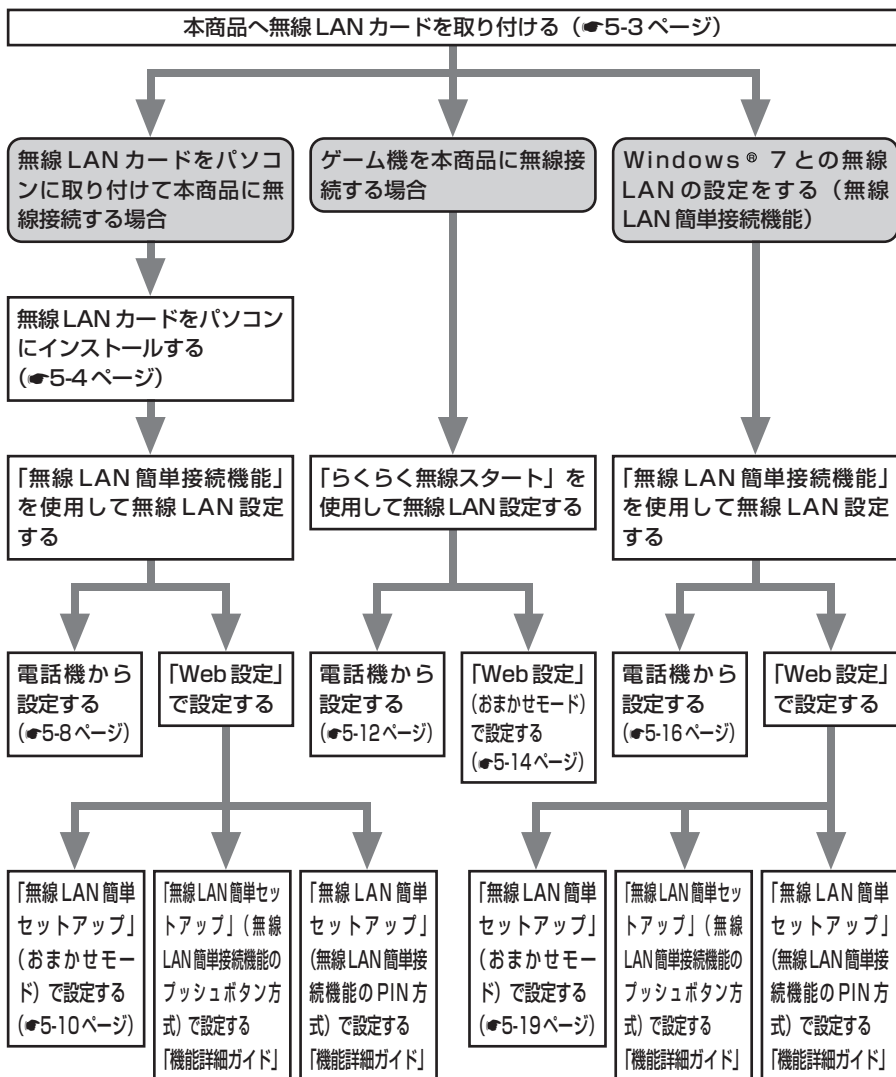 本商品へ無線LANカードを取り付ける（☛5-3ページ）
無線LANカードをパソコ
ンに取り付けて本商品に無
線接続する場合
ゲーム機を本商品に無線接
続する場合
Windows® 7との無線
LANの設定をする（無線
LAN簡単接続機能）
無線LANカードをパソコン
にインストールする
（☛5-4ページ）
「無線LAN簡単接続機能」
を使用して無線LAN設定
する
「らくらく無線スタート」を
使用して無線LAN設定する
「無線LAN簡単接続機能」
を使用して無線LAN設定
する
電話機から
設定する
（☛5-8ページ）
「Web設定」
で設定する
電話機から
設定する
（☛5-12ページ）
「Web設定」
（おまかせモード）
で設定する
（☛5-14ページ）
電話機から
設定する
（☛5-16ページ）
「Web設定」
で設定する
「無線LAN簡単
セットアップ」
（おまかせモー
ド）で設定する
（☛5-10ページ）
「無線LAN簡単セッ
トアップ」（無線
LAN簡単接続機能の
プッシュボタン方
式）で設定する
「機能詳細ガイド」
「無線LAN簡単
セットアップ」
（無線LAN簡単接
続機能のPIN方
式）で設定する
「機能詳細ガイド」
「無線LAN簡単
セットアップ」
（おまかせモー
ド）で設定する
（☛5-19ページ）
「無線LAN簡単セッ
トアップ」（無線
LAN簡単接続機能の
プッシュボタン方
式）で設定する
「機能詳細ガイド」
「無線LAN簡単
セットアップ」
（無線LAN簡単接
続機能のPIN方
式）で設定する
「機能詳細ガイド」